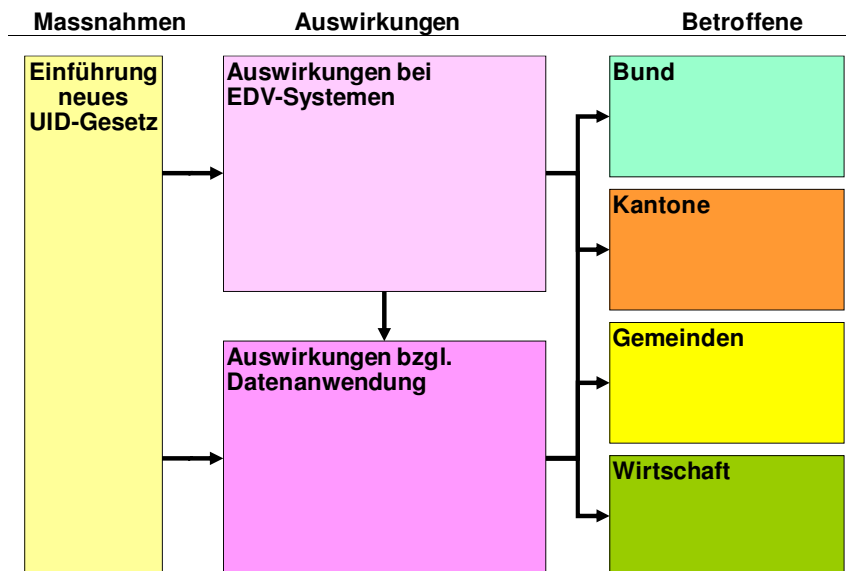 Massnahmen Auswirkungen Betroffene
Einführung
neues
UID-Gesetz
Auswirkungen bei
EDV-Systemen
Auswirkungen bzgl.
Datenanwendung
Bund
Kantone
Gemeinden
Wirtschaft